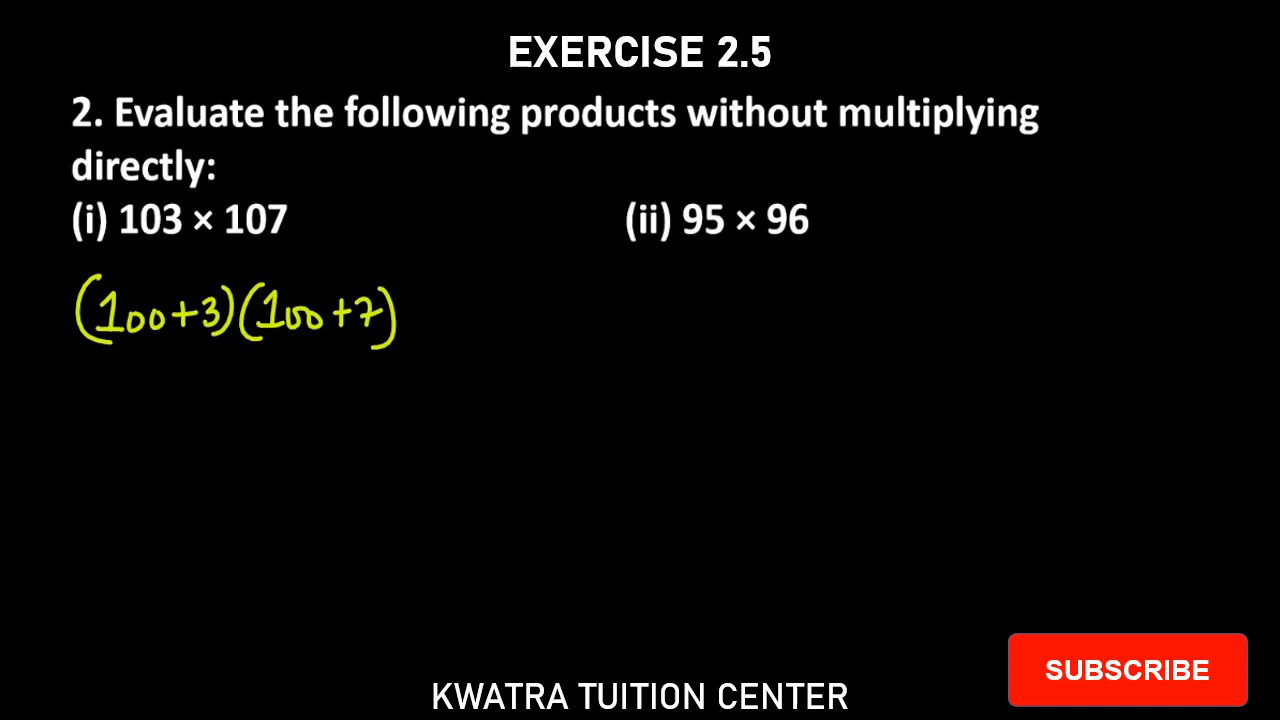 EXERCISE 2.5
2. Evaluate the following products without multiplying
directly:
(i) 103 × 107 (ii) 95 × 96
(100+3)(100+7)
SUBSCRIBE
KWATRA TUITION CENTER